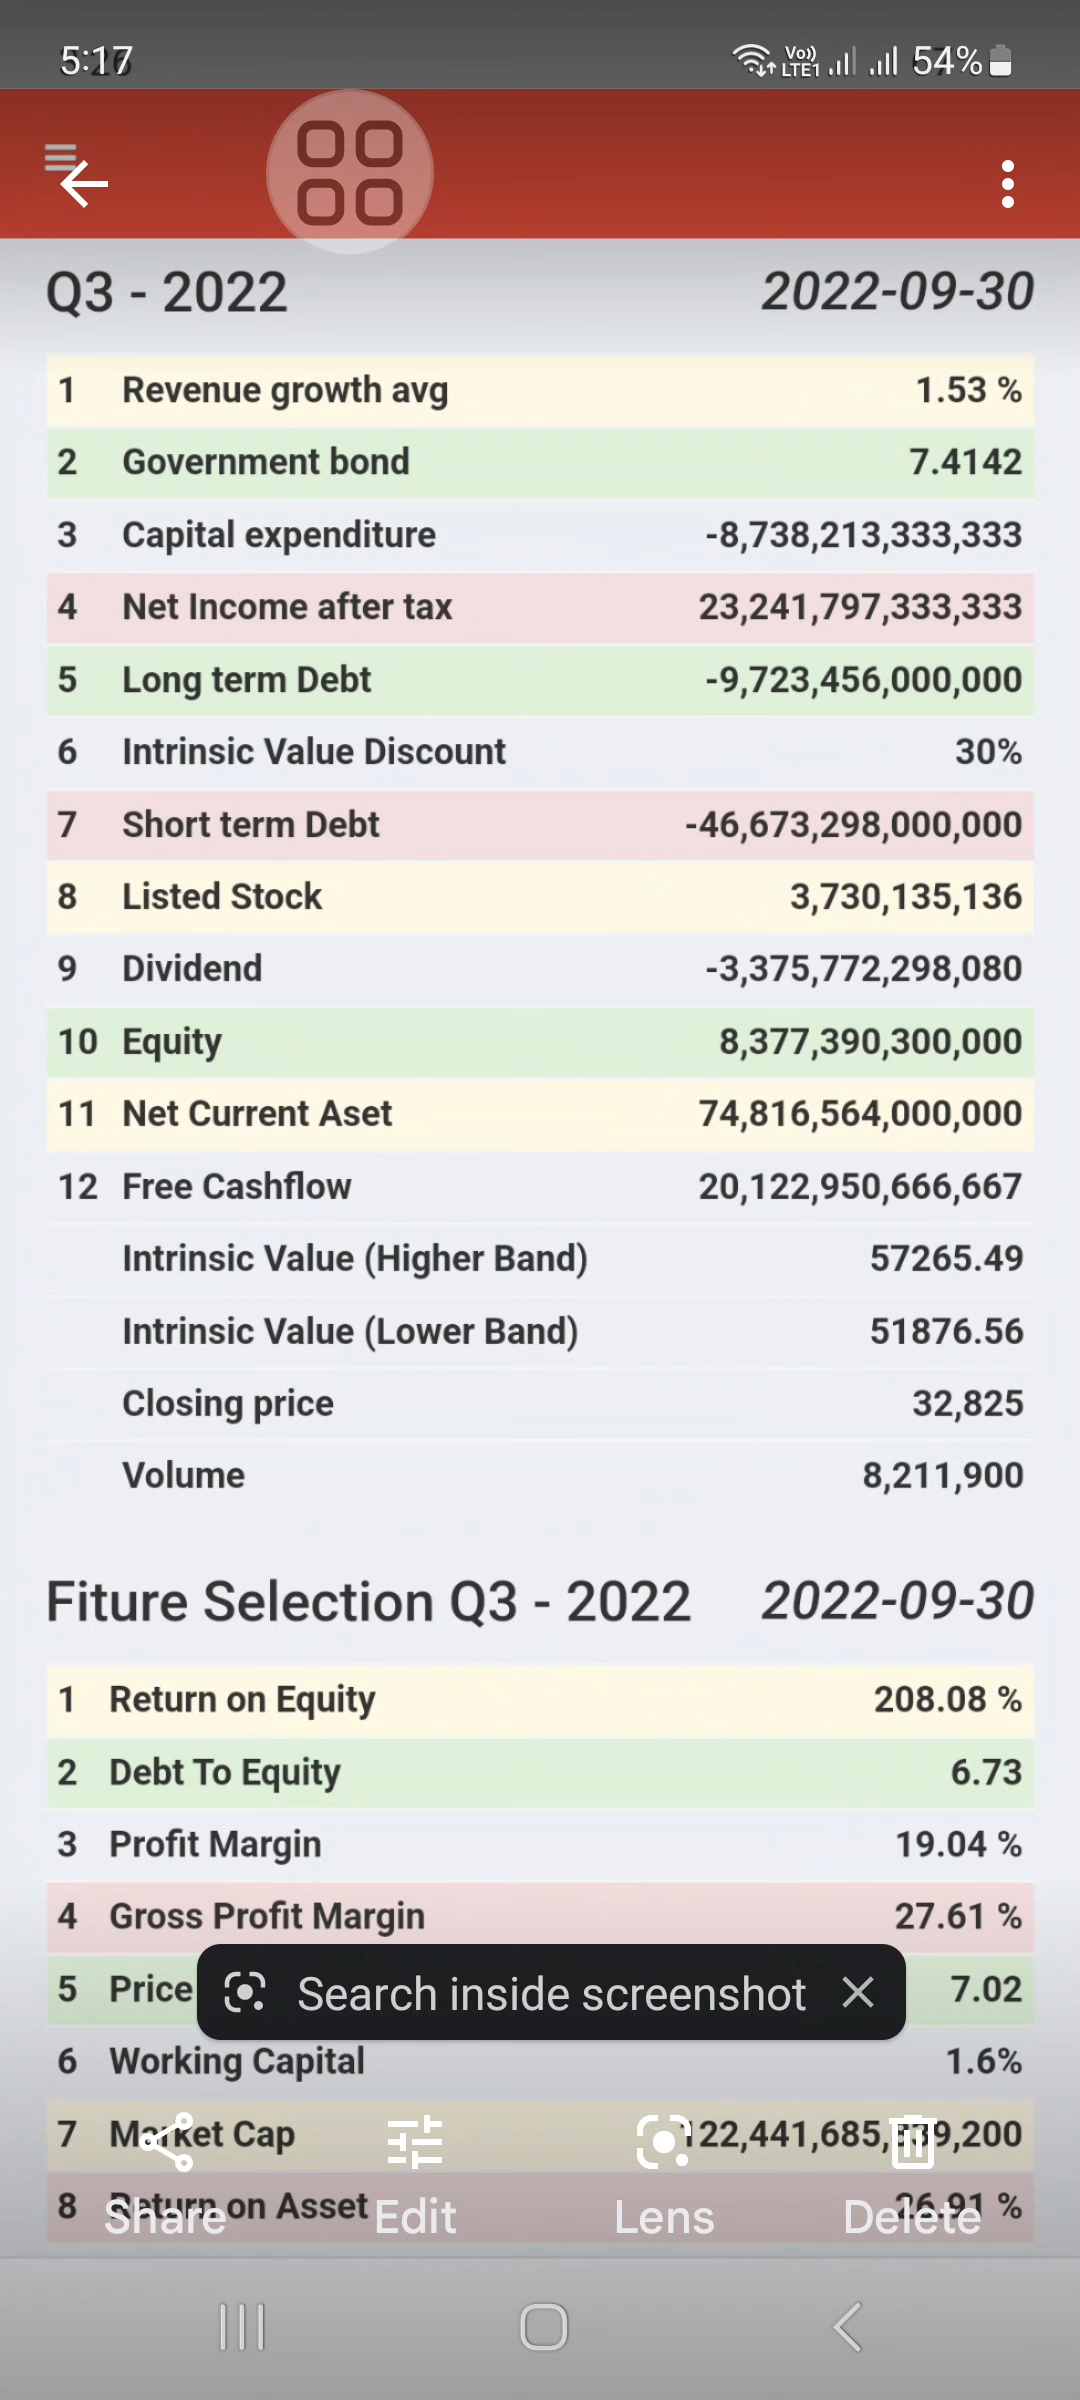 5:17 Vo)) LTE1 54%
Q3 - 2022 2022-09-30
1 Revenue growth avg 1.53 %
2 Government bond 7.4142
3 Capital expenditure -8,738,213,333,333
4 Net Income after tax 23,241,797,333,333
5 Long term Debt -9,723,456,000,000
6 Intrinsic Value Discount 30%
7 Short term Debt -46,673,298,000,000
8 Listed Stock 3,730,135,136
9 Dividend -3,375,772,298,080
10 Equity 8,377,390,300,000
11 Net Current Aset 74,816,564,000,000
12 Free Cashflow 20,122,950,666,667
Intrinsic Value (Higher Band) 57265.49
Intrinsic Value (Lower Band) 51876.56
Closing price 32,825
Volume 8,211,900
Fiture Selection Q3 - 2022 2022-09-30
1 Return on Equity 208.08 %
2 Debt To Equity 6.73
3 Profit Margin 19.04 %
4 Gross Profit Margin 27.61 %
5 Price 7.02
Search inside screenshot
6 Working Capital 1.6%
7 Market Cap
8 Return on Asset 26.91 %
Share Edit Lens Delete